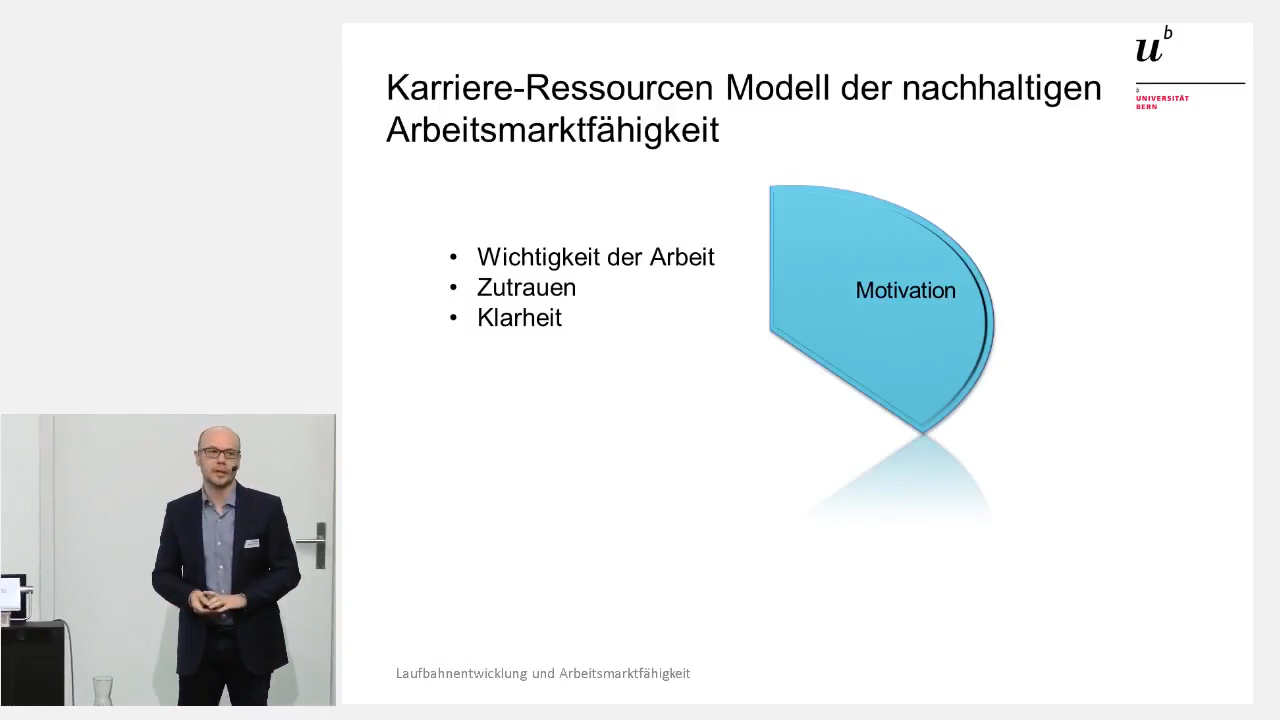 u
b
b
UNIVERSITÄT
BERN
Karriere-Ressourcen Modell der nachhaltigen
Arbeitsmarktfähigkeit
• Wichtigkeit der Arbeit
• Zutrauen
• Klarheit
Motivation
Laufbahnentwicklung und Arbeitsmarktfähigkeit